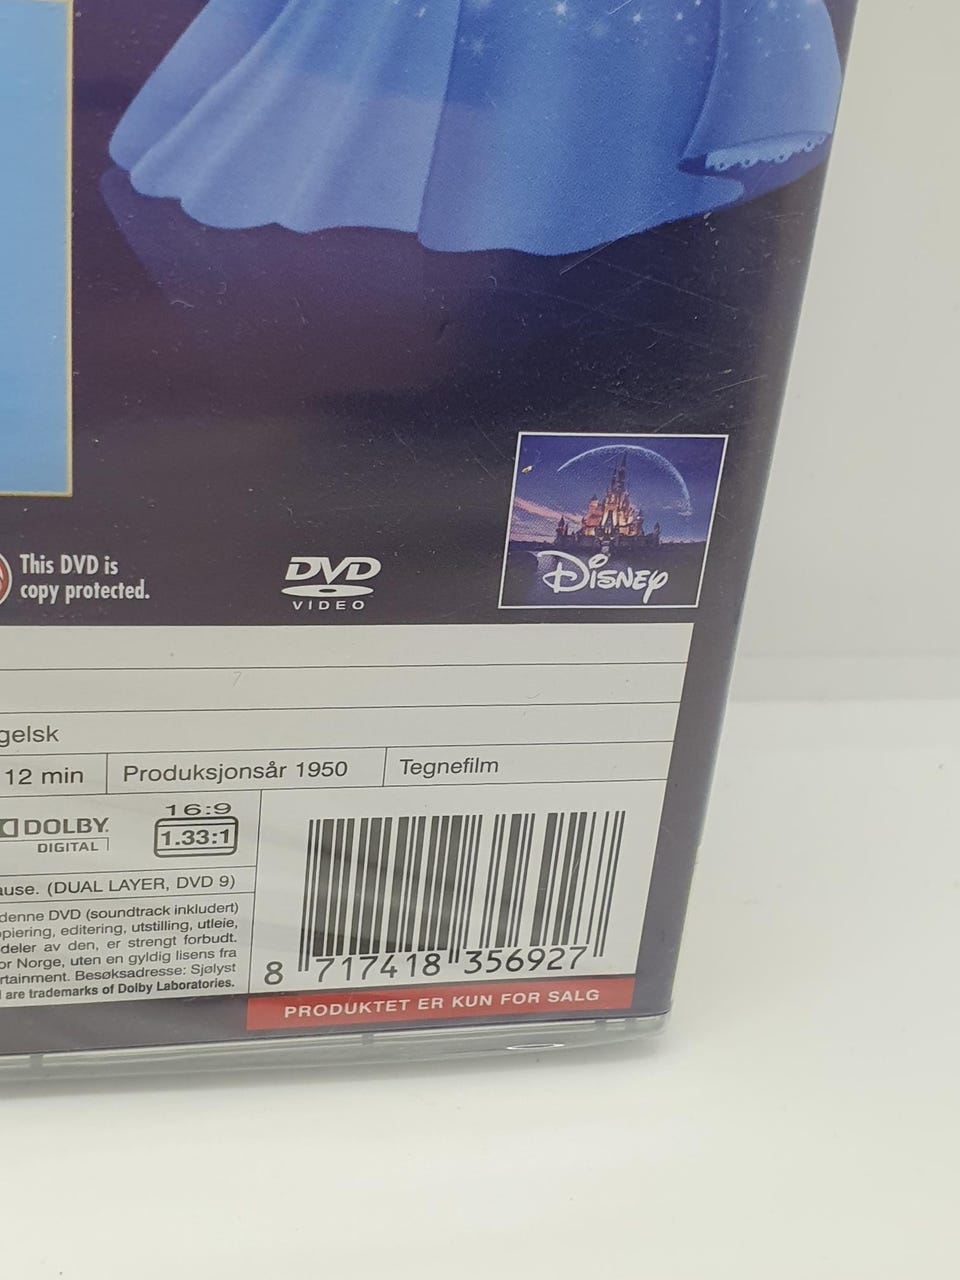 This DVD is
copy protected.
DVD
VIDEO
DISNEY
gelsk
12 min
Produksjonsår 1950
Tegnefilm
DOLBY.
DIGITAL
16:9
1.33:1
ause. (DUAL LAYER, DVD 9)
denne DVD (soundtrack inkludert)
opiering, editering, utstilling, utleie,
deler av den, er strengt forbudt.
or Norge, uten en gyldig lisens fra
rtainment. Besøksadresse: Sjølyst
are trademarks of Dolby Laboratories.
8 717418 356927
PRODUKTET ER KUN FOR SALG